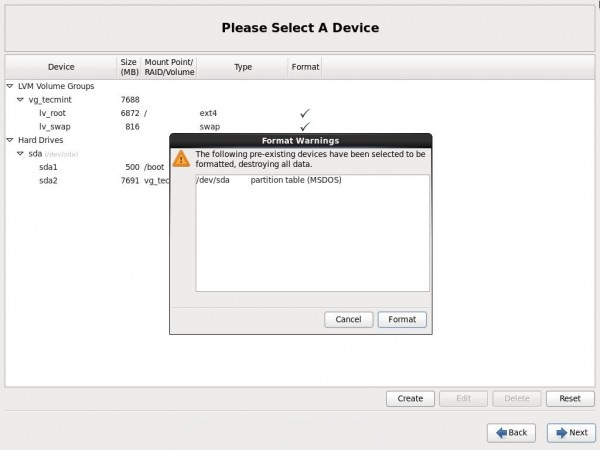 Please Select A Device
Device Size (MB) Mount Point/ RAID/Volume Type Format
LVM Volume Groups
vg_tecmint 7688
lv_root 6872 / ext4
lv_swap 816 swap
Hard Drives
sda (/dev/sda)
sda1 500 /boot
sda2 7691 vg_tec
Format Warnings
The following pre-existing devices have been selected to be
formatted, destroying all data.
/dev/sda partition table (MSDOS)
Cancel Format
Create Edit Delete Reset
Back Next